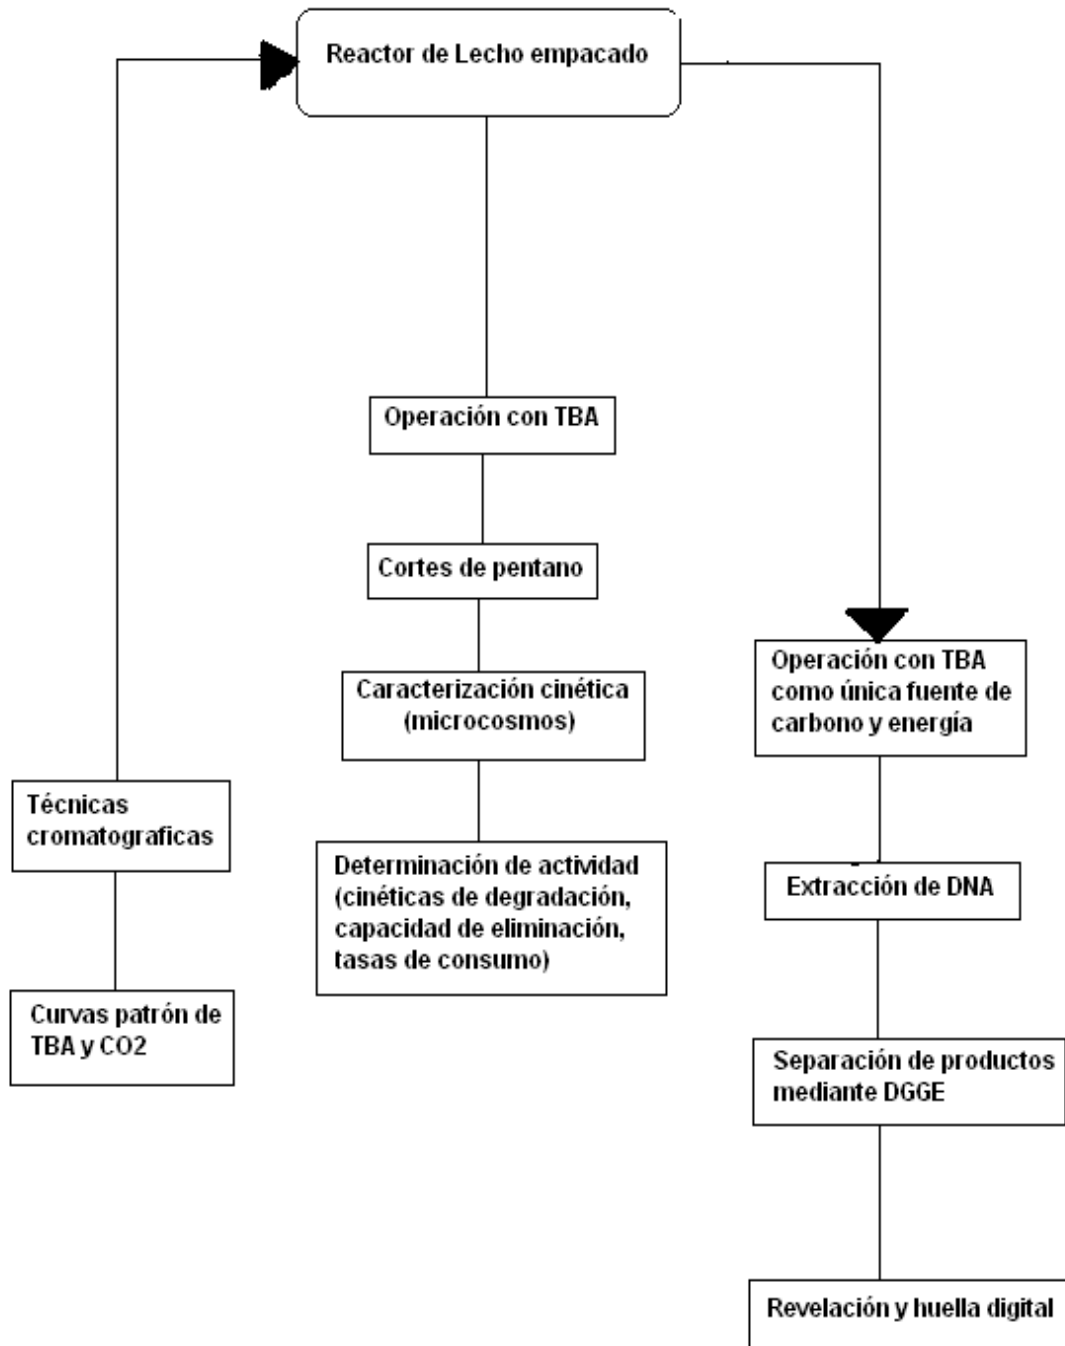 Reactor de Lecho empacado
Operación con TBA
Cortes de pentano
Caracterización cinética
(microcosmos)
Determinación de actividad
(cinéticas de degradación,
capacidad de eliminación,
tasas de consumo)
Técnicas
cromatograficas
Curvas patrón de
TBA y CO2
Operación con TBA
como única fuente de
carbono y energía
Extracción de DNA
Separación de productos
mediante DGGE
Revelación y huella digital